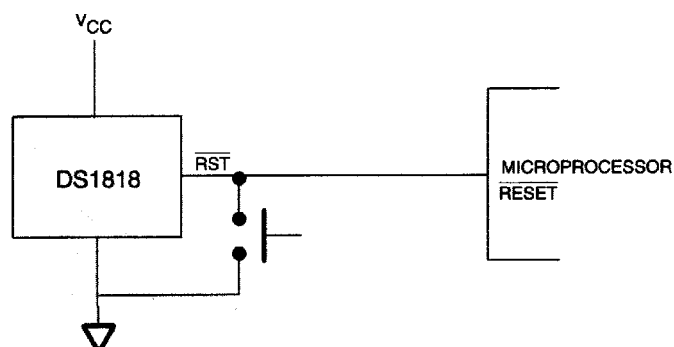 VCC
RST
DS1818
MICROPROCESSOR
RESET